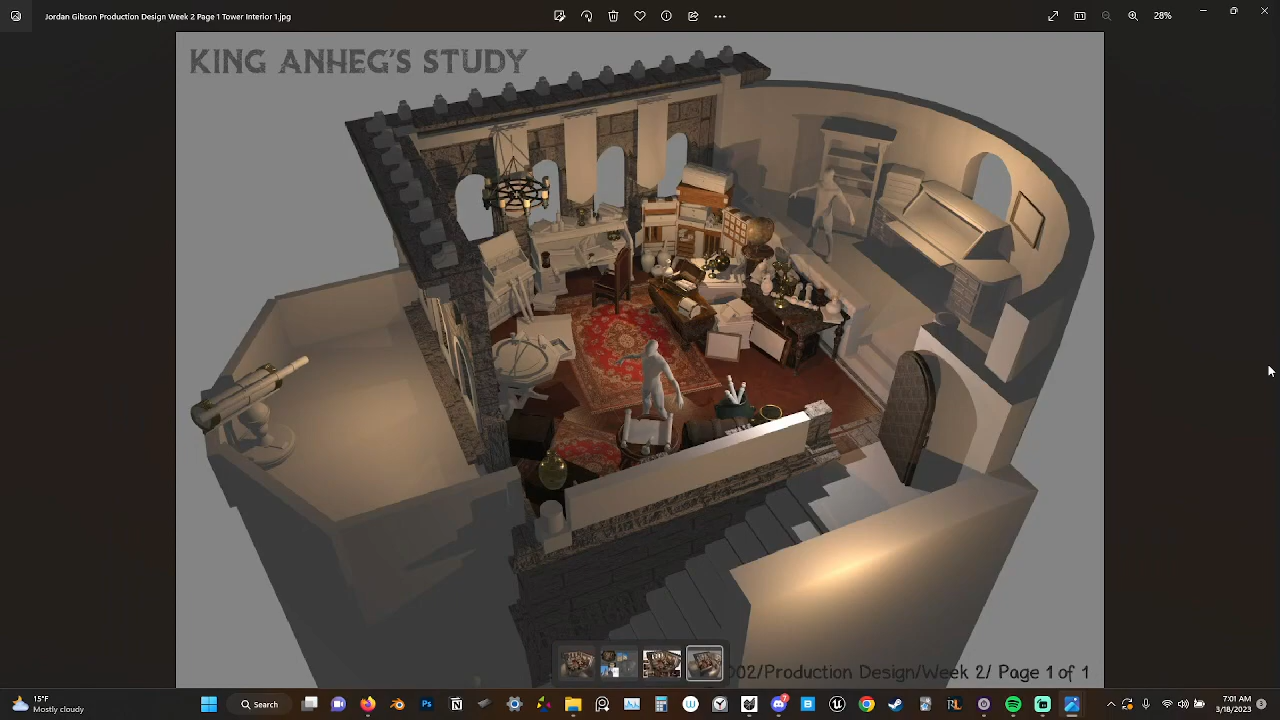 Jordan Gibson Production Design Week 2 Page 1 Tower Interior 1.jpg
28%
KING ANHEG'S STUDY
002/Production Design/Week 2/ Page 1 of 1
15°F
Mostly cloudy
Search
7:01 AM
3/18/2023